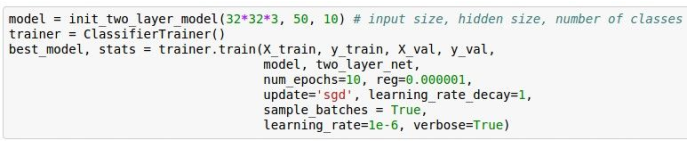 model = init_two_layer_model(32*32*3, 50, 10) # input size, hidden size, number of classes
trainer = ClassifierTrainer()
best_model, stats = trainer.train(X_train, y_train, X_val, y_val,
                                  model, two_layer_net,
                                  num_epochs=10, reg=0.000001,
                                  update='sgd', learning_rate_decay=1,
                                  sample_batches = True,
                                  learning_rate=1e-6, verbose=True)